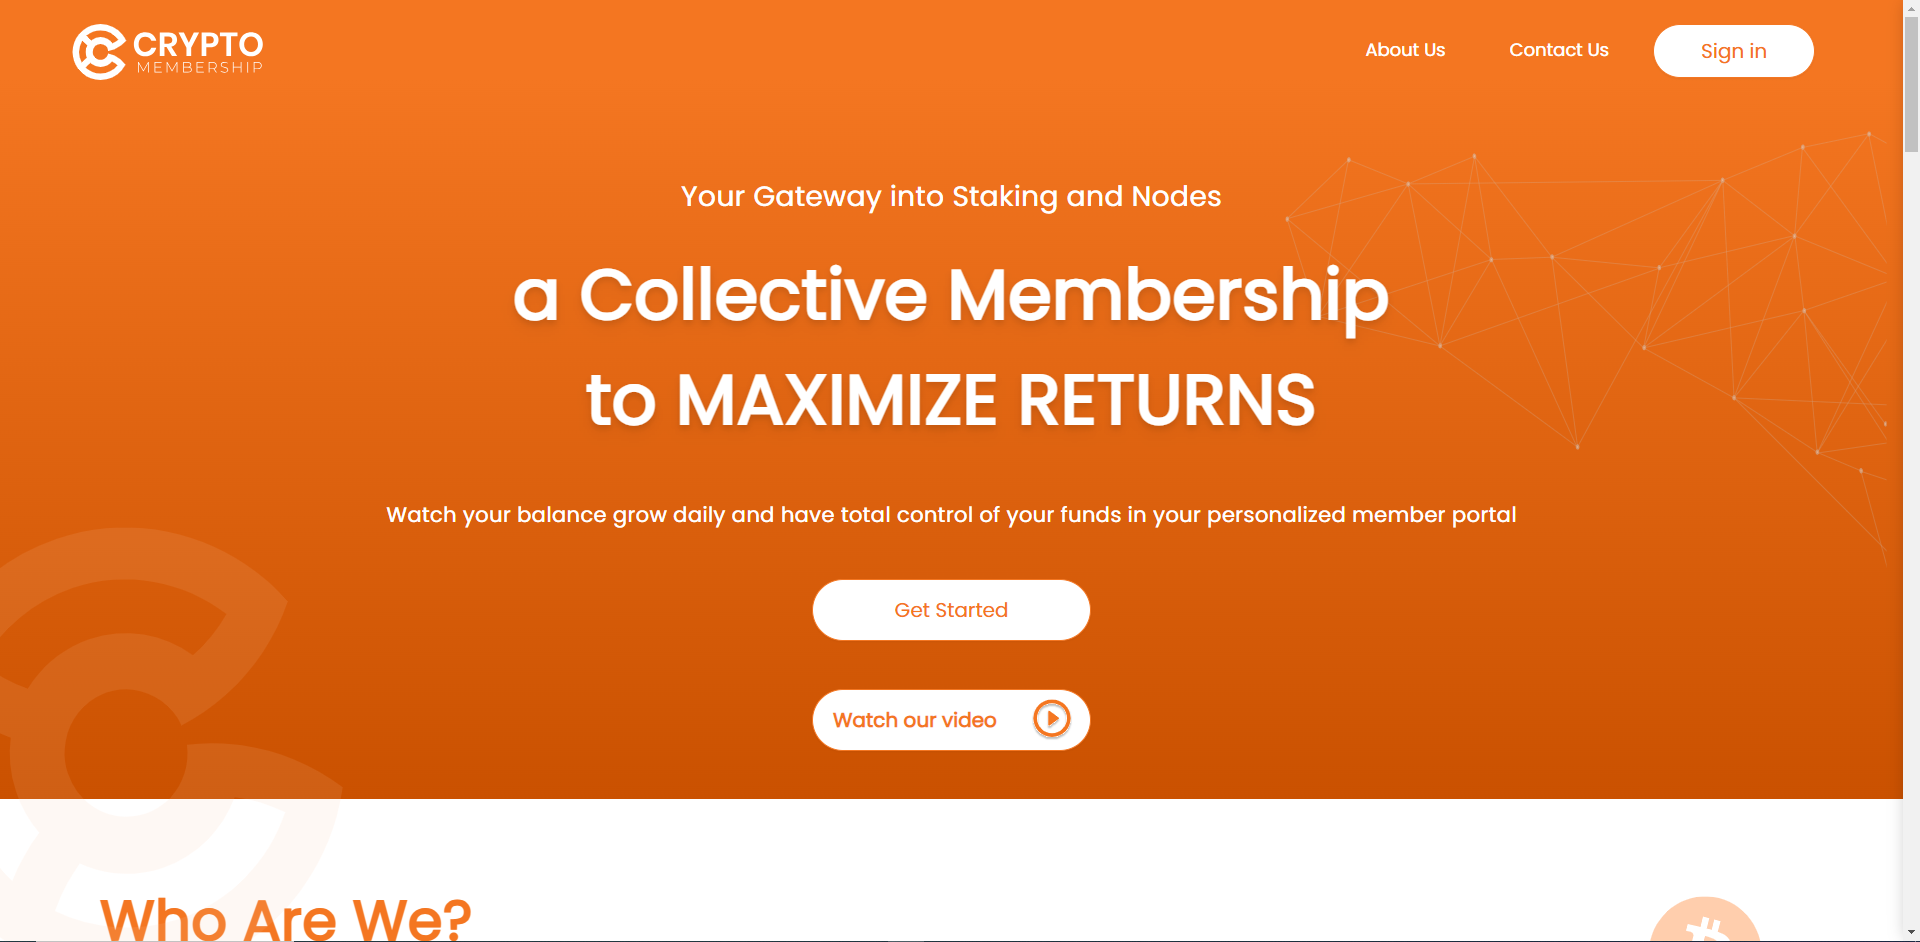 CRYPTO
MEMBERSHIP
About Us
Contact Us
Sign in
Your Gateway into Staking and Nodes
a Collective Membership
to MAXIMIZE RETURNS
Watch your balance grow daily and have total control of your funds in your personalized member portal
Get Started
Watch our video
Who Are We?